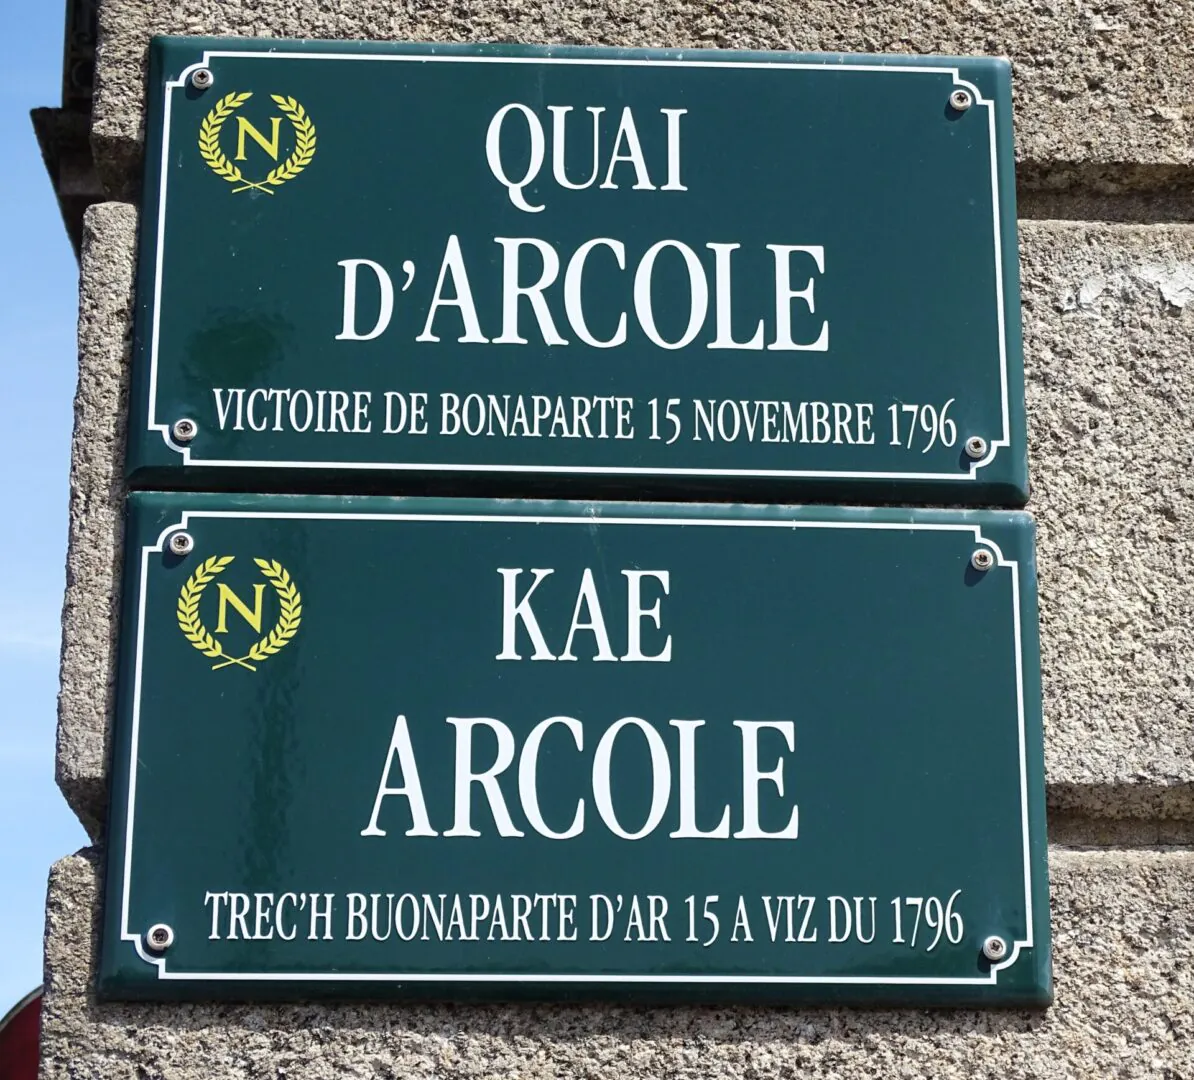 N
QUAI
D'ARCOLE
VICTOIRE DE BONAPARTE 15 NOVEMBRE 1796
N
KAE
ARCOLE
TREC'H BUONAPARTE D'AR 15 A VIZ DU 1796